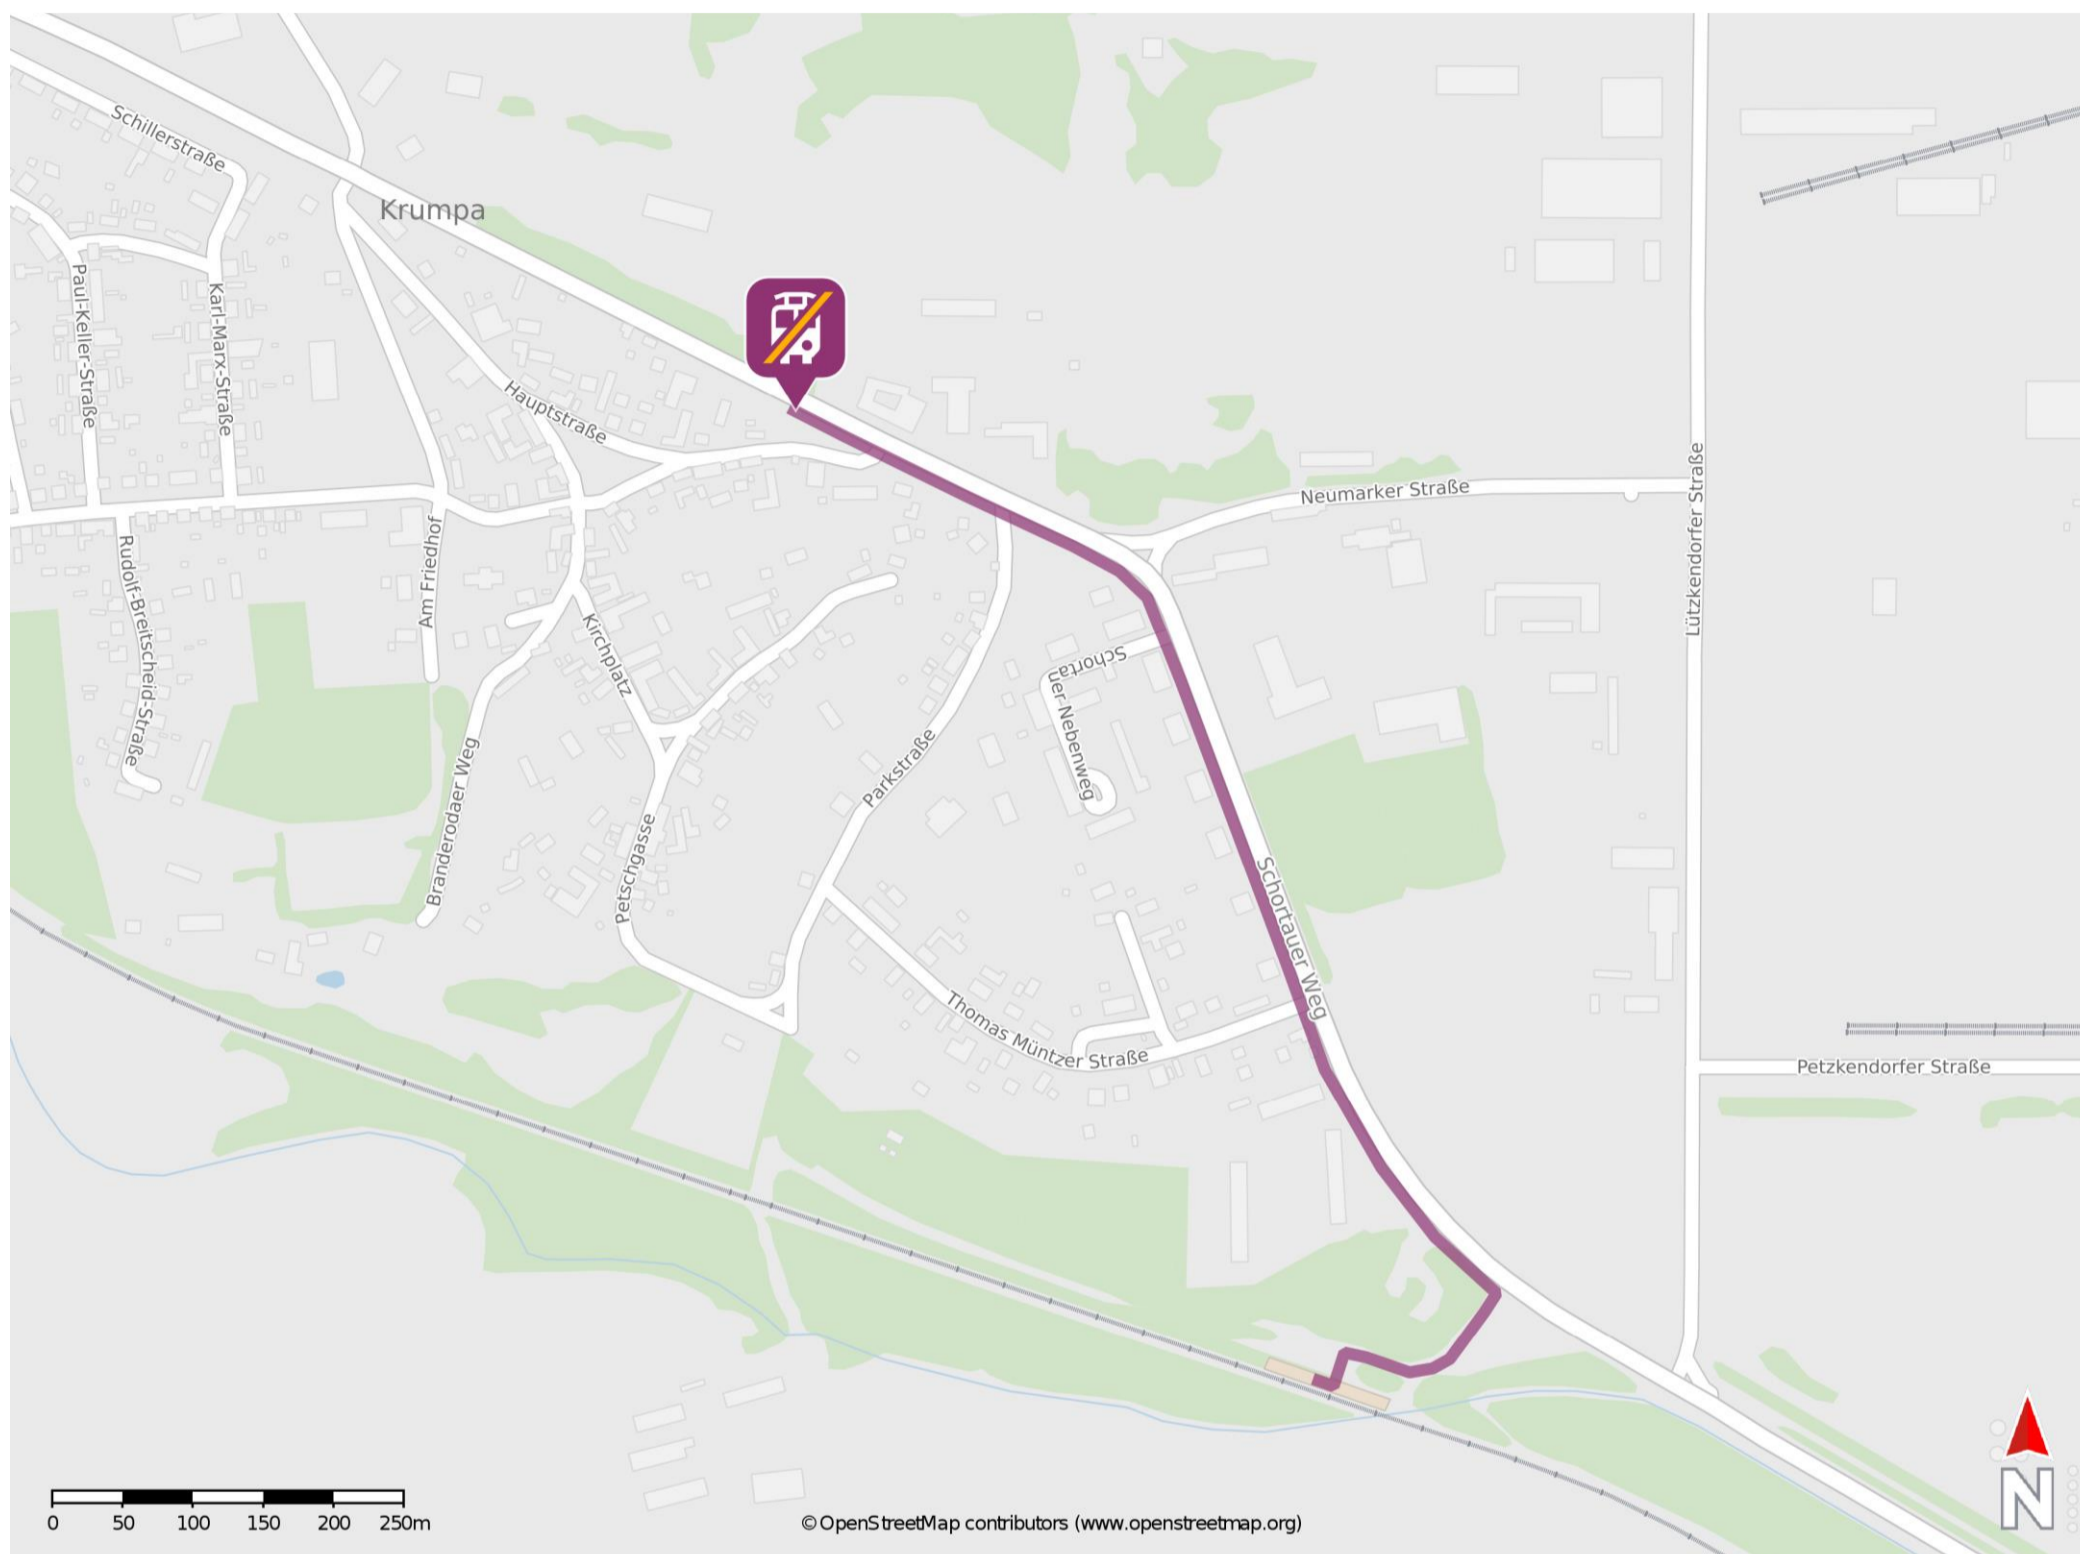 Schillerstraße
Krumpa
Paul-Keller-Straße
Karl-Marx-Straße
Hauptstraße
Neumarker Straße
Lützkendorfer Straße
Rudolf-Breitscheid-Straße
Am Friedhof
Kirchplatz
Schortauer-Nebenweg
Branderodaer Weg
Parkstraße
Petschgasse
Schortauer Weg
Thomas Müntzer Straße
Petzkendorfer Straße
N
0 50 100 150 200 250m
© OpenStreetMap contributors (www.openstreetmap.org)